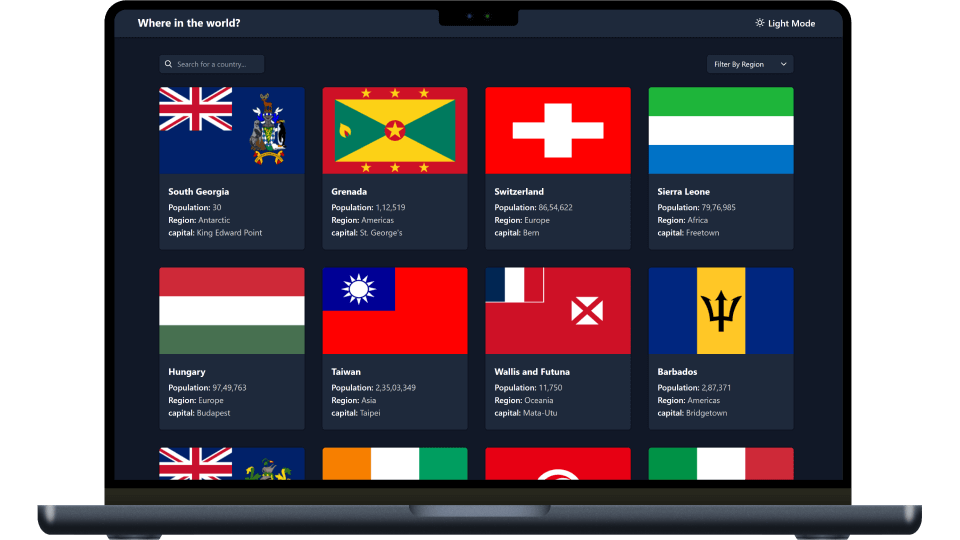 Where in the world?
Light Mode
Search for a country...
Filter By Region
South Georgia
Population: 30
Region: Antarctic
capital: King Edward Point
Grenada
Population: 1,12,519
Region: Americas
capital: St. George's
Switzerland
Population: 86,54,622
Region: Europe
capital: Bern
Sierra Leone
Population: 79,76,985
Region: Africa
capital: Freetown
Hungary
Population: 97,49,763
Region: Europe
capital: Budapest
Taiwan
Population: 2,35,03,349
Region: Asia
capital: Taipei
Wallis and Futuna
Population: 11,750
Region: Oceania
capital: Mata-Utu
Barbados
Population: 2,87,371
Region: Americas
capital: Bridgetown